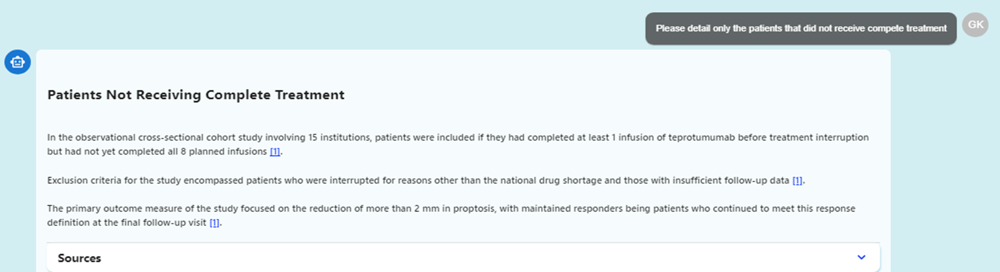 Please detail only the patients that did not receive compete treatment
GK
Patients Not Receiving Complete Treatment
In the observational cross-sectional cohort study involving 15 institutions, patients were included if they had completed at least 1 infusion of teprotumumab before treatment interruption
but had not yet completed all 8 planned infusions [1].
Exclusion criteria for the study encompassed patients who were interrupted for reasons other than the national drug shortage and those with insufficient follow-up data [1].
The primary outcome measure of the study focused on the reduction of more than 2 mm in proptosis, with maintained responders being patients who continued to meet this response
definition at the final follow-up visit [1].
Sources